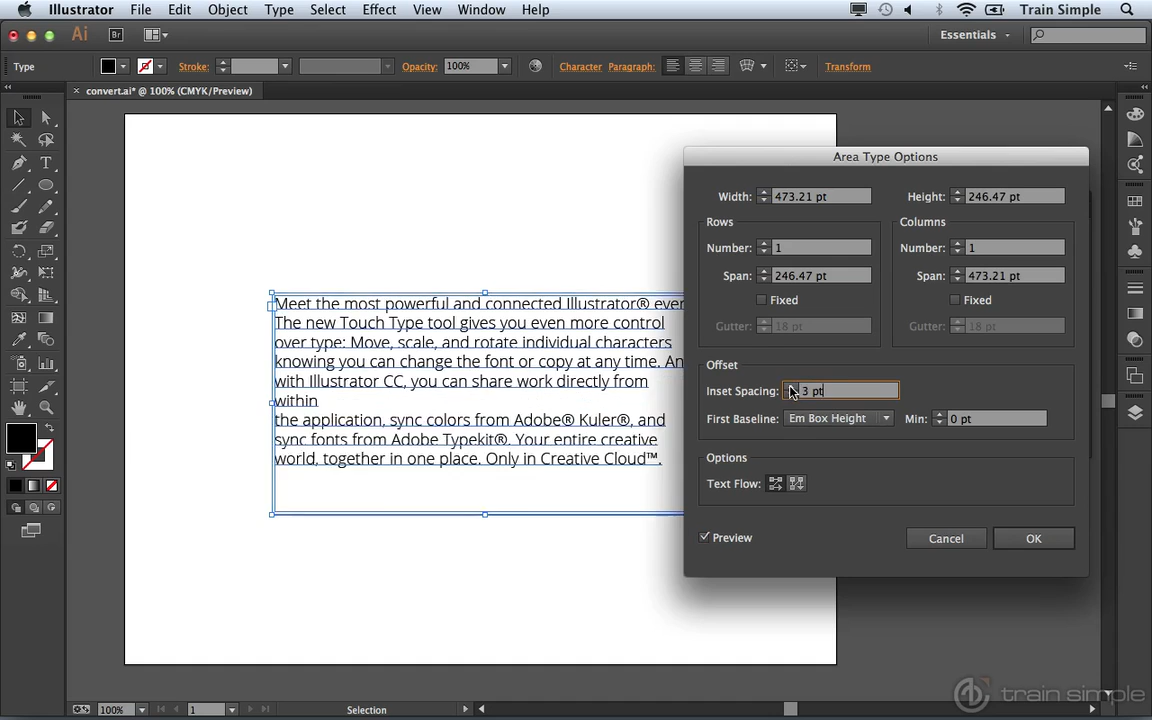 Illustrator File Edit Object Type Select Effect View Window Help Train Simple
Ai Br Essentials
Type Stroke: Opacity: 100% Character Paragraph: Transform
× convert.ai* @ 100% (CMYK/Preview)
Area Type Options
Width: 473.21 pt Height: 246.47 pt
Rows Columns
Number: 1 Number: 1
Span: 246.47 pt Span: 473.21 pt
Fixed Fixed
Gutter: 18 pt Gutter: 18 pt
Meet the most powerful and connected Illustrator® ever
The new Touch Type tool gives you even more control
over type: Move, scale, and rotate individual characters
knowing you can change the font or copy at any time. An
with Illustrator CC, you can share work directly from
within
the application, sync colors from Adobe® Kuler®, and
sync fonts from Adobe Typekit®. Your entire creative
world, together in one place. Only in Creative Cloud™.
Offset
Inset Spacing: 3 pt
First Baseline: Em Box Height Min: 0 pt
Options
Text Flow:
Preview Cancel OK
100% 1 Selection
train simple